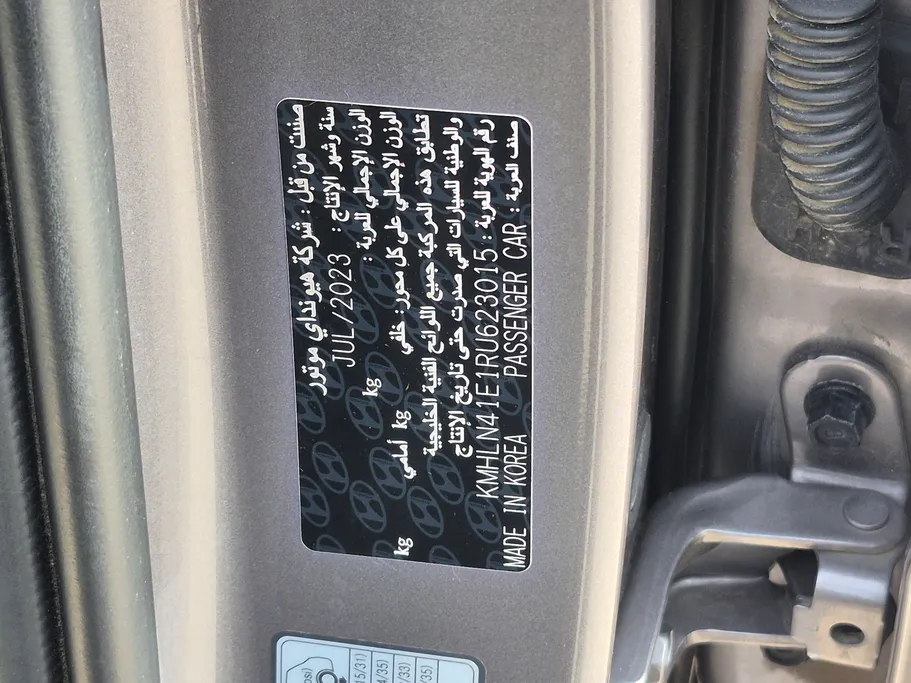 صنعت من قبل : شركة هيونداي موتور
سنة وشهر الإنتاج : JUL/2023
الوزن الإجمالي للعربة : kg
الوزن الإجمالي على كل محور: خلفي kg أمامي kg
تطابق هذه المركبة جميع اللوائح الفنية الخليجية
والوطنية للسيارات التي صدرت حتى تاريخ الإنتاج
رقم الهوية للعربة : KMHLN41E1RU623015
صنف العربة : PASSENGER CAR MADE IN KOREA